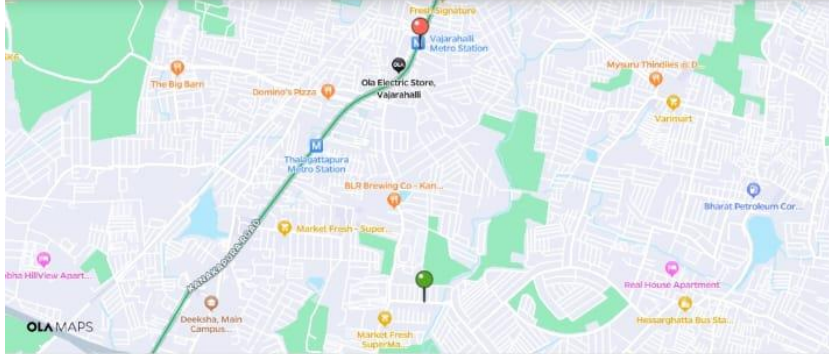 Fresh Signature
Vajarahalli
Metro Station
Ola Electric Store,
Vajarahalli
The Big Barn
Domino's Pizza
Mysuru Thindies @ D...
Varimart
M
Thalagattapura
Metro Station
BLR Brewing Co - Kan...
Bharat Petroleum Cor...
Market Fresh - Super...
KANAKAPURA ROAD
HillView Apart...
Real House Apartment
Deeksha, Main
Campus...
Hessarghatta Bus Sta...
Market Fresh
SuperMa...
OLA MAPS